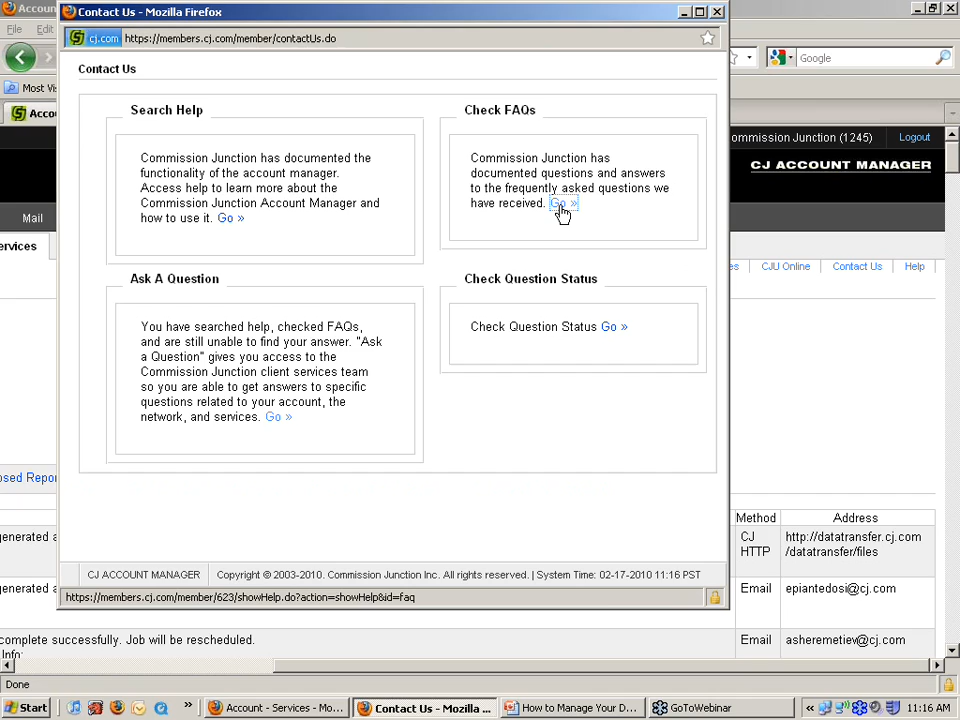 Accoun
Contact Us - Mozilla Firefox
File Edi
cj.com https://members.cj.com/member/contactUs.do
Google
Most Vis
Acco
Contact Us
ommission Junction (1245) Logout
CJ ACCOUNT MANAGER
Mail
ervices
es CJU Online Contact Us Help
Search Help
Commission Junction has documented the
functionality of the account manager.
Access help to learn more about the
Commission Junction Account Manager and
how to use it. Go »
Check FAQs
Commission Junction has
documented questions and answers
to the frequently asked questions we
have received. Go »
Ask A Question
You have searched help, checked FAQs,
and are still unable to find your answer. "Ask
a Question" gives you access to the
Commission Junction client services team
so you are able to get answers to specific
questions related to your account, the
network, and services. Go »
Check Question Status
Check Question Status Go »
osed Repor
Method Address
generated a
CJ
HTTP
http://datatransfer.cj.com
/datatransfer/files
generated a
Email epiantedosi@cj.com
CJ ACCOUNT MANAGER Copyright © 2003-2010. Commission Junction Inc. All rights reserved. | System Time: 02-17-2010 11:16 PST
https://members.cj.com/member/623/showHelp.do?action=showHelp&id=faq
complete successfully. Job will be rescheduled.
Info:
Email asheremetiev@cj.com
Done
Start
» Account - Services - Mo... Contact Us - Mozilla ... How to Manage Your D... GoToWebinar « 11:16 AM